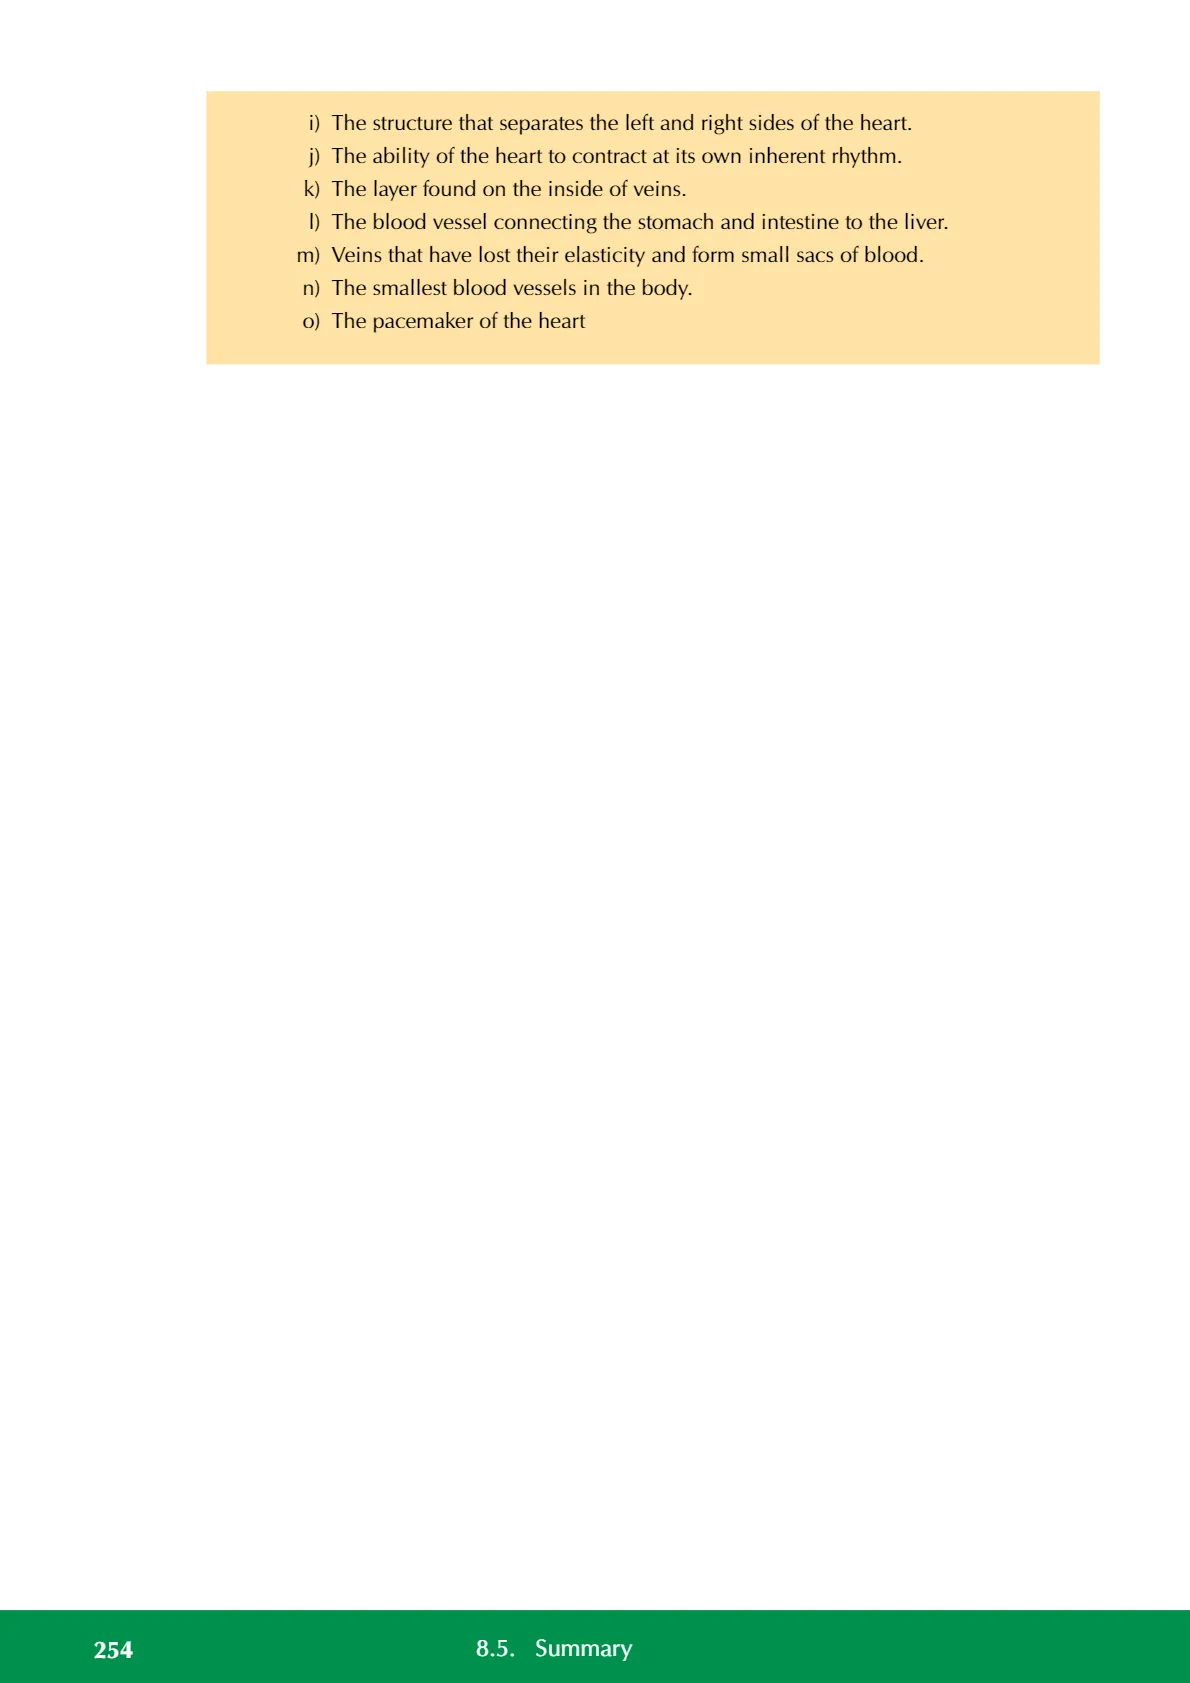 i) The structure that separates the left and right sides of the heart.
j) The ability of the heart to contract at its own inherent rhythm.
k) The layer found on the inside of veins.
l) The blood vessel connecting the stomach and intestine to the liver.
m) Veins that have lost their elasticity and form small sacs of blood.
n) The smallest blood vessels in the body.
o) The pacemaker of the heart
254 8.5. Summary